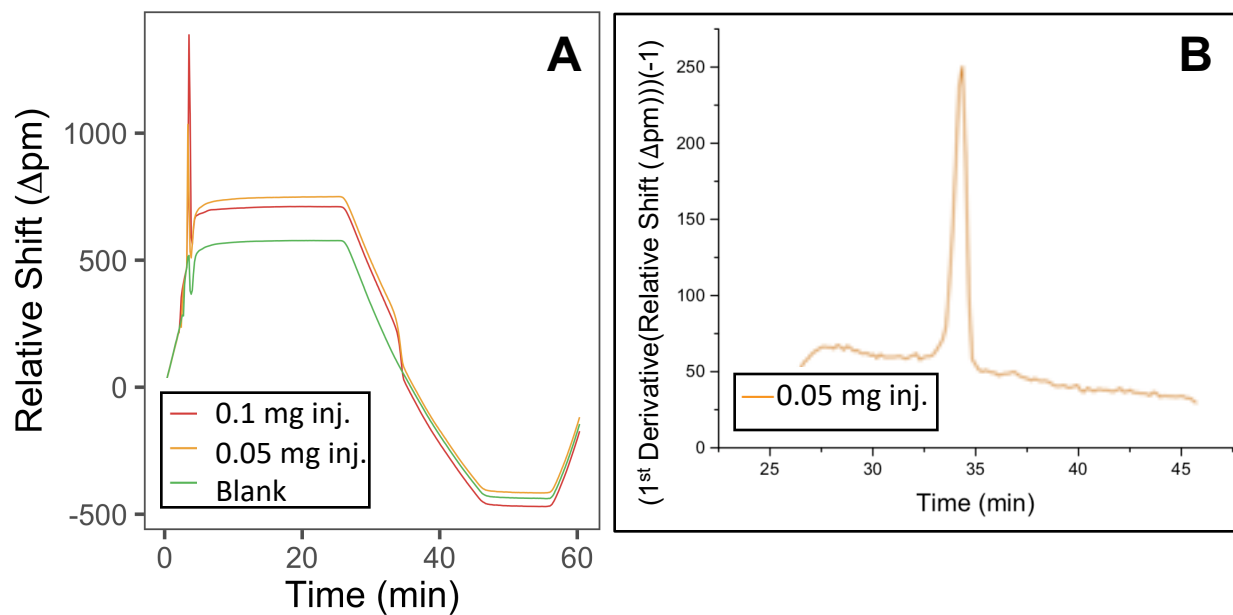 A
Relative Shift (Δpm)
1000
500
0
-500
0.1 mg inj.
0.05 mg inj.
Blank
0
20
40
60
Time (min)
B
(1st Derivative(Relative Shift (Δpm)))(-1)
250
200
150
100
50
0
0.05 mg inj.
25
30
35
40
45
Time (min)